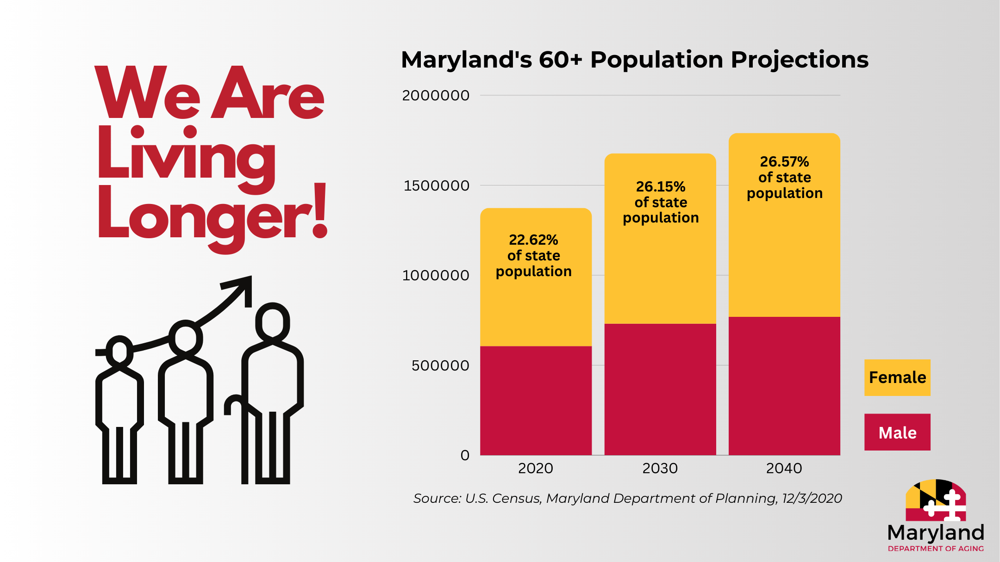 We Are
Living
Longer!
Maryland's 60+ Population Projections
2000000
1500000
1000000
500000
0
22.62%
of state
population
26.15%
of state
population
26.57%
of state
population
2020
2030
2040
Female
Male
Source: U.S. Census, Maryland Department of Planning, 12/3/2020
Maryland
DEPARTMENT OF AGING